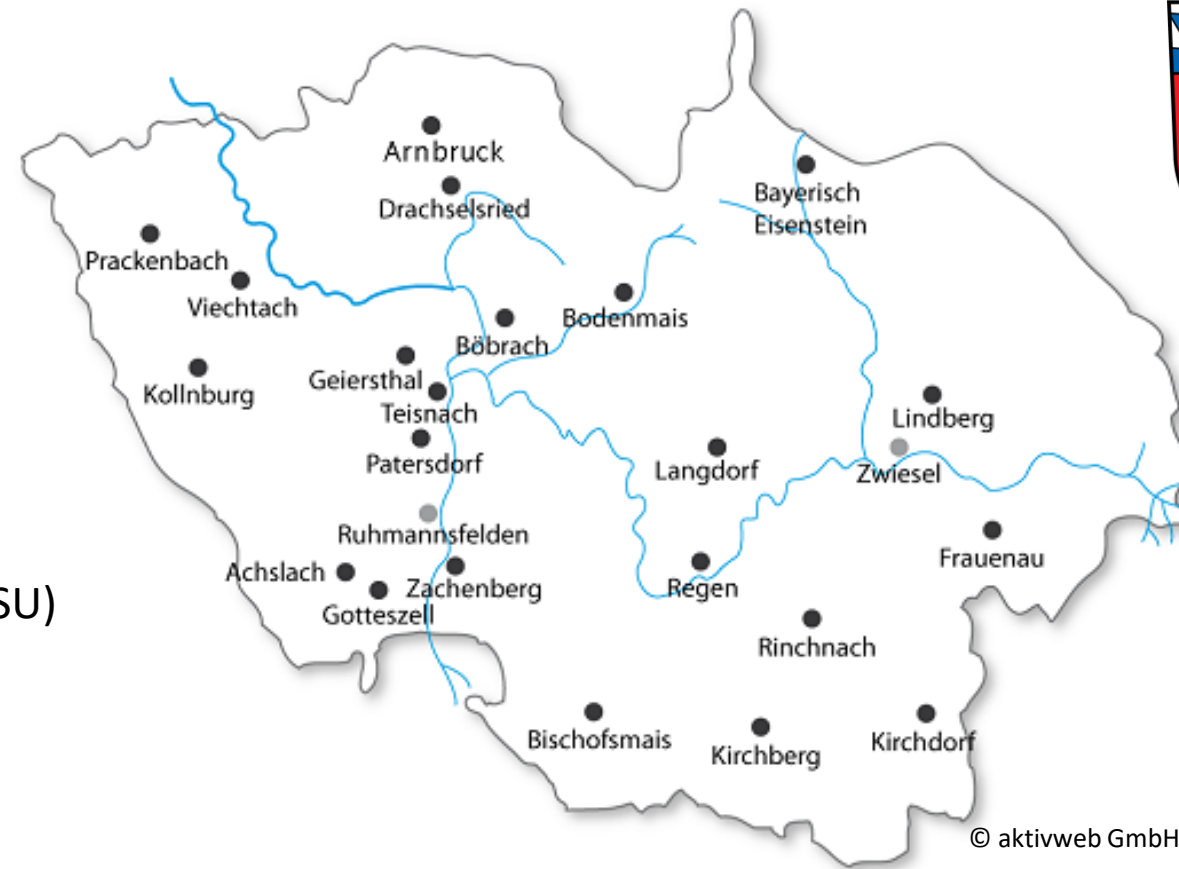 Arnbruck
Drachselsried
Bayerisch
Eisenstein
Prackenbach
Viechtach
Bodenmais
Böbrach
Geiersthal
Kollnburg
Teisnach
Lindberg
Patersdorf
Langdorf
Zwiesel
Ruhmannsfelden
Frauenau
Achslach
Zachenberg
Regen
SU)
Gotteszell
Rinchnach
Bischofsmais
Kirchberg
Kirchdorf
© aktivweb GmbH